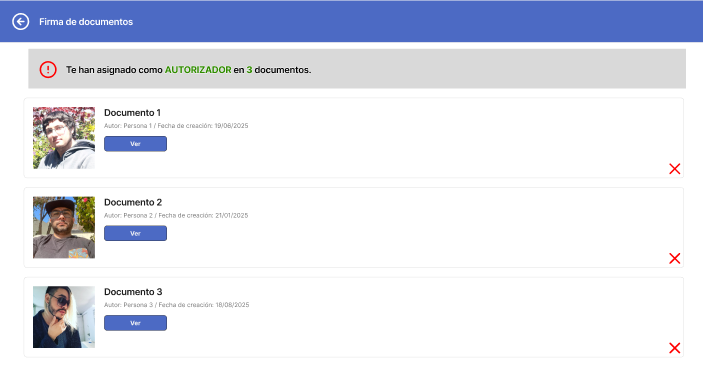 Firma de documentos
Te han asignado como AUTORIZADOR en 3 documentos.
Documento 1
Autor: Persona 1 / Fecha de creación: 19/06/2025
Ver
Documento 2
Autor: Persona 2 / Fecha de creación: 21/01/2025
Ver
Documento 3
Autor: Persona 3 / Fecha de creación: 16/08/2025
Ver